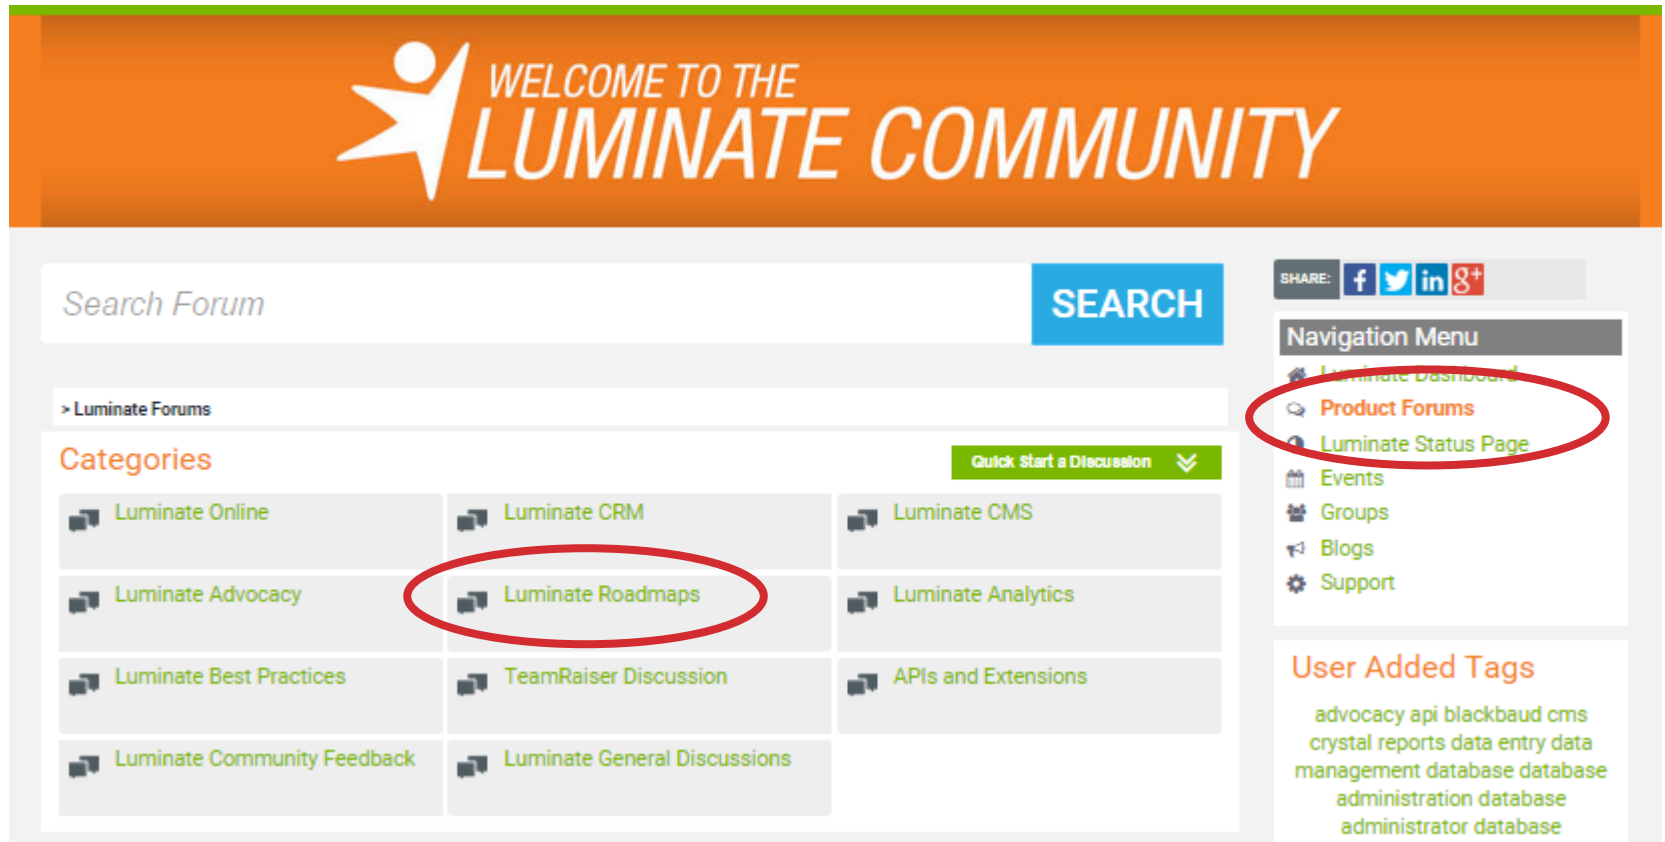 WELCOME TO THE
LUMINATE COMMUNITY
Search Forum
SEARCH
> Luminate Forums
Categories
Quick Start a Discussion
Luminate Online
Luminate CRM
Luminate CMS
Luminate Advocacy
Luminate Roadmaps
Luminate Analytics
Luminate Best Practices
TeamRaiser Discussion
APIs and Extensions
Luminate Community Feedback
Luminate General Discussions
SHARE: f in g+
Navigation Menu
Luminate Dashboard
Product Forums
Luminate Status Page
Events
Groups
Blogs
Support
User Added Tags
advocacy api blackbaud cms
crystal reports data entry data
management database database
administration database
administrator database